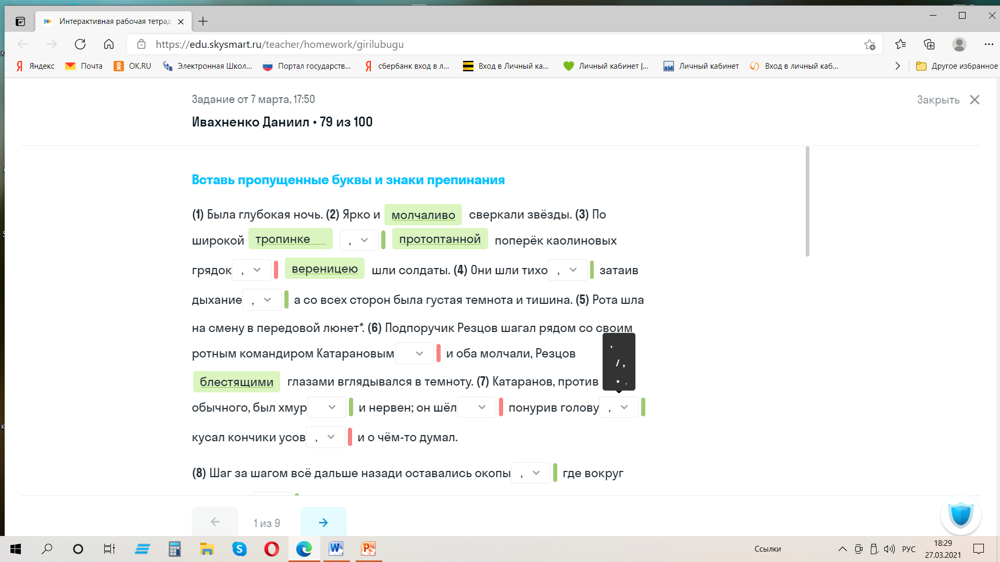 Интерактивная рабочая тетрад
https://edu.skysmart.ru/teacher/homework/girilubugu
Яндекс Почта OK.RU Электронная Школ... Портал государств... сбербанк вход в л... Вход в Личный ка... Личный кабинет |... Личный кабинет Вход в личный каб... Другое избранное
Задание от 7 марта, 17:50
Закрыть
Ивахненко Даниил • 79 из 100
Вставь пропущенные буквы и знаки препинания
(1) Была глубокая ночь. (2) Ярко и молчаливо сверкали звёзды. (3) По
широкой тропинке , протоптанной поперёк каолиновых
грядок , вереницею шли солдаты. (4) Они шли тихо , затаив
дыхание , а со всех сторон была густая темнота и тишина. (5) Рота шла
на смену в передовой люнет*. (6) Подпоручик Резцов шагал рядом со своим
ротным командиром Катарановым и оба молчали, Резцов
,
/ ,
• ,
блестящими глазами вглядывался в темноту. (7) Катаранов, против
обычного, был хмур и нервен; он шёл понурив голову ,
кусал кончики усов , и о чём-то думал.
(8) Шаг за шагом всё дальше назади оставались окопы , где вокруг
1 из 9
Ссылки РУС 18:29
27.03.2021